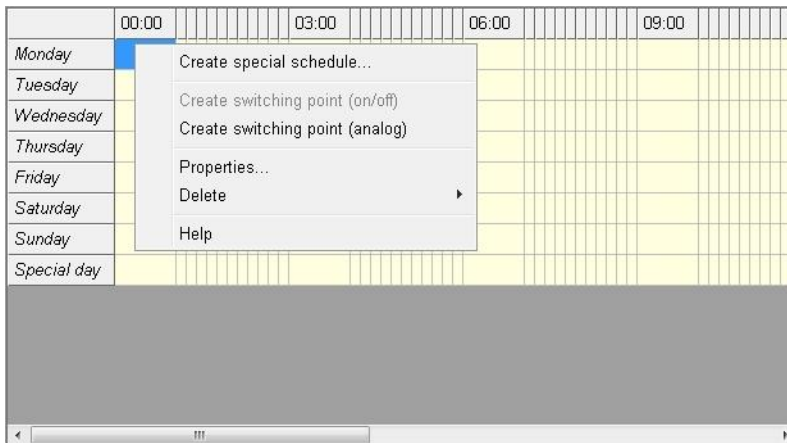 00:00 03:00 06:00 09:00
Monday
Tuesday
Wednesday
Thursday
Friday
Saturday
Sunday
Special day
Create special schedule...
Create switching point (on/off)
Create switching point (analog)
Properties...
Delete
Help